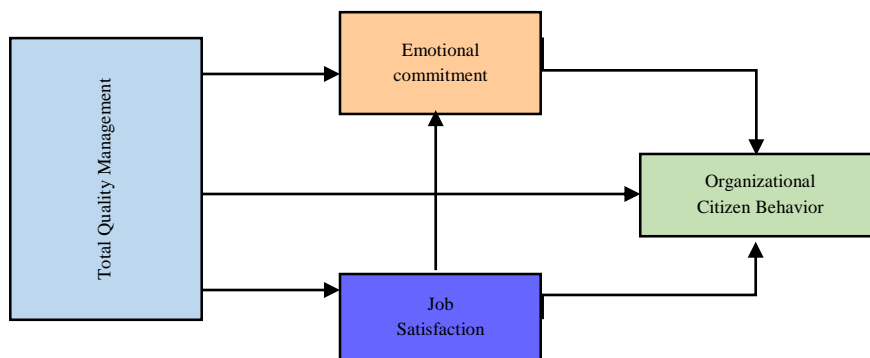 Total Quality Management
Emotional
commitment
Organizational
Citizen Behavior
Job
Satisfaction